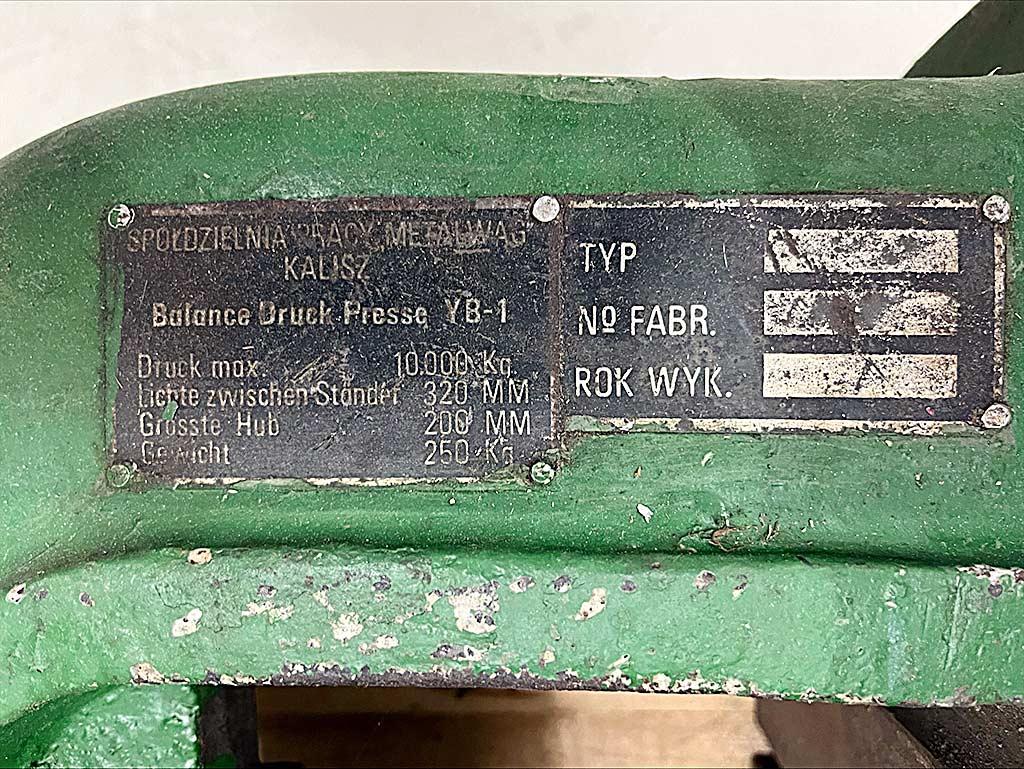 SPÓŁDZIELNIA PRACY METALWAG
KALISZ
Balance Druck Presse YB-1
Druck max. 10.000 Kg
Lichte zwischen Ständer 320 MM
Grösste Hub 200 MM
Gewicht 250 Kg
TYP
Nº FABR.
ROK WYK.